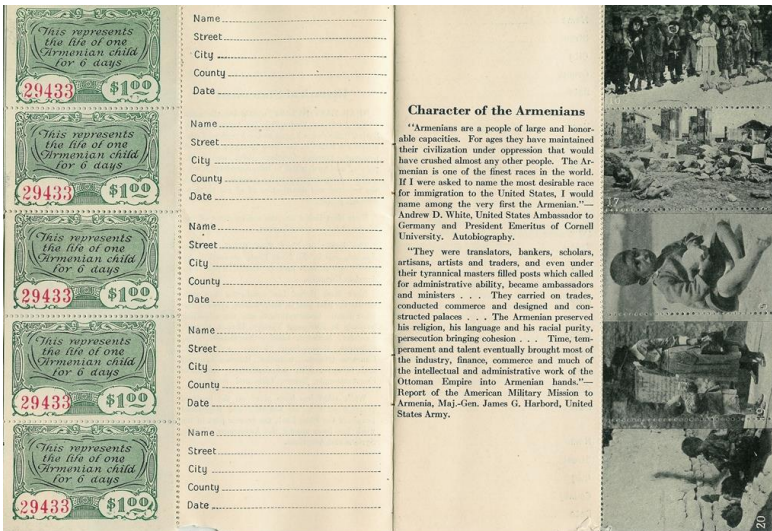 This represents
the life of one
Armenian child
for 6 days
29433 $1.00
This represents
the life of one
Armenian child
for 6 days
29433 $1.00
This represents
the life of one
Armenian child
for 6 days
29433 $1.00
This represents
the life of one
Armenian child
for 6 days
29433 $1.00
This represents
the life of one
Armenian child
for 6 days
29433 $1.00
Name
Street
City
County
Date
Name
Street
City
County
Date
Name
Street
City
County
Date
Name
Street
City
County
Date
Name
Street
City
County
Date
Character of the Armenians
"Armenians are a people of large and honor-
able capacities. For ages they have maintained
their civilization under oppression that would
have crushed almost any other people. The Ar-
menian is one of the finest races in the world.
If I were asked to name the most desirable race
for immigration to the United States, I would
name among the very first the Armenian."—
Andrew D. White, United States Ambassador to
Germany and President Emeritus of Cornell
University. Autobiography.
"They were translators, bankers, scholars,
artisans, artists and traders, and even under
their tyrannical masters filled posts which called
for administrative ability, became ambassadors
and ministers . . . They carried on trades,
conducted commerce and designed and con-
structed palaces . . . The Armenian preserved
his religion, his language and his racial purity,
persecution bringing cohesion . . . Time, tem-
perament and talent eventually brought most of
the industry, finance, commerce and much of
the intellectual and administrative work of the
Ottoman Empire into Armenian hands."—
Report of the American Military Mission to
Armenia, Maj.-Gen. James G. Harbord, United
States Army.
17
20